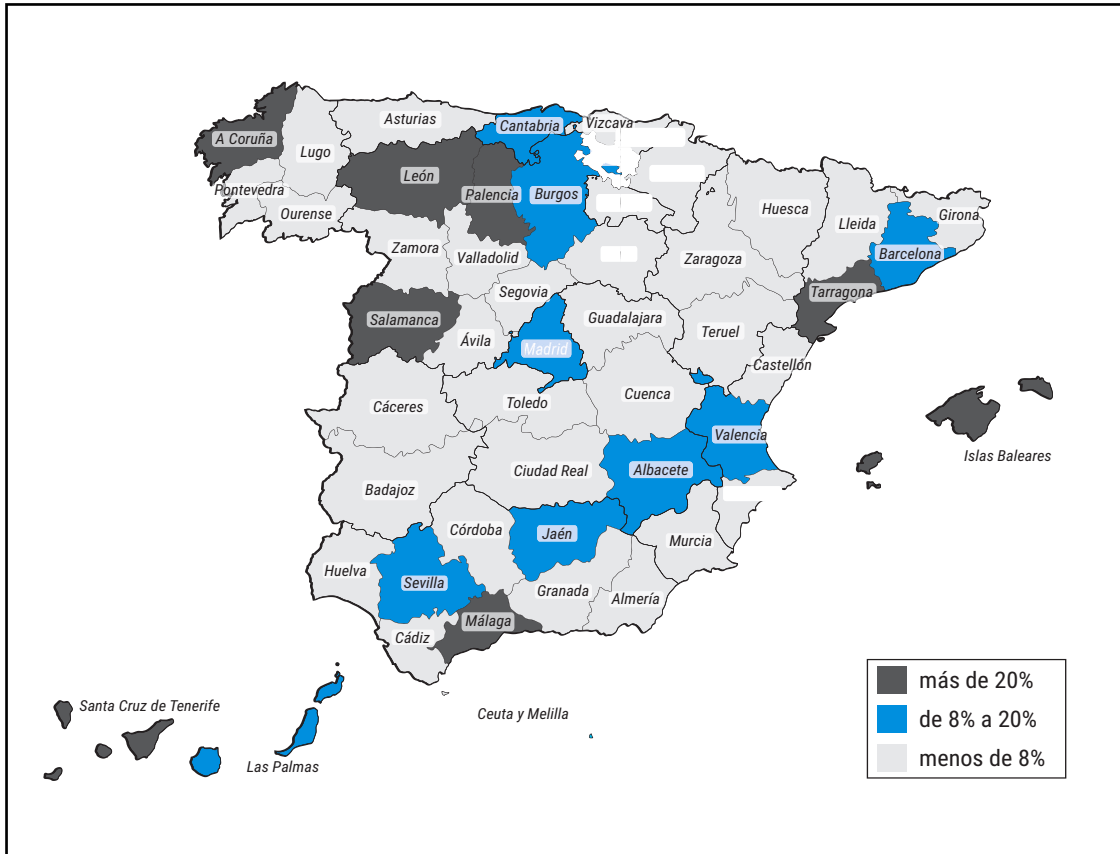 Asturias
Cantabria
Vizcaya
A Coruña
Lugo
León
Palencia
Burgos
Pontevedra
Ourense
Huesca
Lleida
Girona
Zamora
Valladolid
Zaragoza
Barcelona
Segovia
Tarragona
Salamanca
Guadalajara
Ávila
Madrid
Teruel
Castellón
Cáceres
Toledo
Cuenca
Valencia
Islas Baleares
Ciudad Real
Albacete
Badajoz
Córdoba
Jaén
Murcia
Huelva
Sevilla
Granada
Almería
Málaga
Cádiz
Santa Cruz de Tenerife
Ceuta y Melilla
Las Palmas
más de 20%
de 8% a 20%
menos de 8%